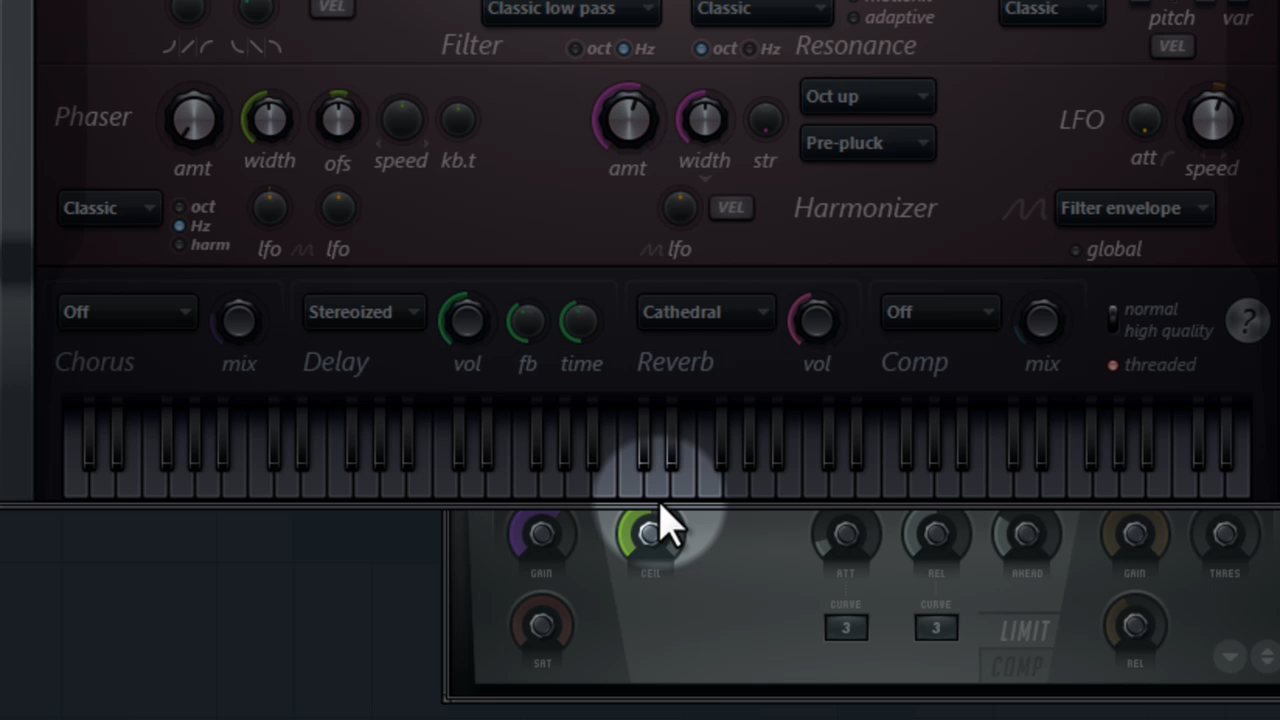 VEL Classic low pass Classic adaptive Classic pitch var
Filter oct Hz oct Hz Resonance VEL
Phaser amt width ofs speed kb.t amt width str Oct up Pre-pluck LFO att speed
Classic oct Hz harm lfo lfo lfo VEL Harmonizer Filter envelope global
Off Stereoized Cathedral Off normal high quality ?
Chorus mix Delay vol fb time Reverb vol Comp mix threaded
GAIN CEIL ATT REL AHEAD GAIN THRES
CURVE CURVE
3 3 LIMIT
SAT COMP REL